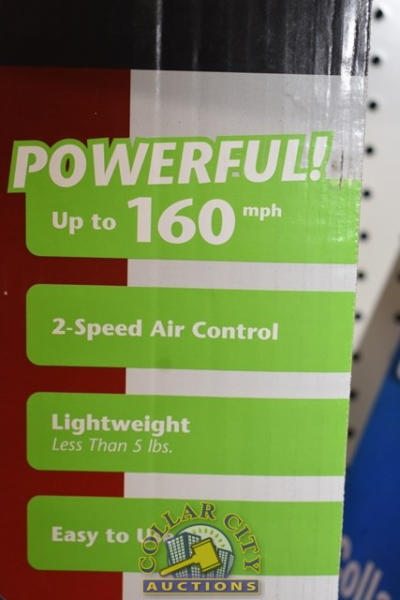 POWERFUL!
Up to 160 mph
2-Speed Air Control
Lightweight
Less Than 5 lbs.
Easy to
COLLAR CITY
AUCTIONS
Colla